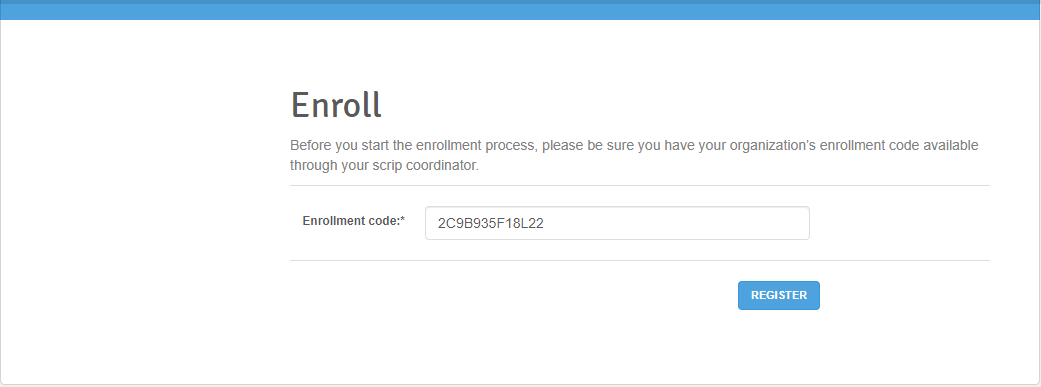 Enroll
Before you start the enrollment process, please be sure you have your organization's enrollment code available
through your scrip coordinator.
Enrollment code:* 2C9B935F18L22
REGISTER